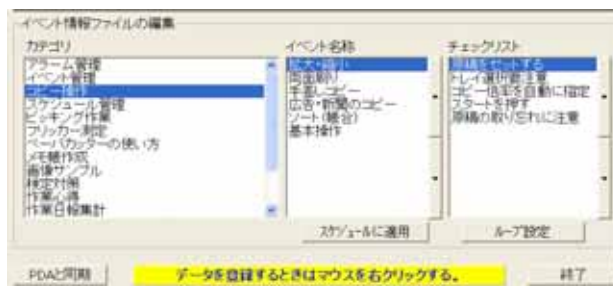 イベント情報ファイルの編集
カテゴリ
アラーム管理
イベント管理
コピー操作
スケジュール管理
ピッキング作業
フリッカー測定
ペーパカッターの使い方
メモ帳作成
画像サンプル
検定対策
作業心得
作業日報集計
イベント名称
拡大・縮小
両面刷り
手差しコピー
広告・新聞のコピー
ソート(機合)
基本操作
チェックリスト
原稿をセットする
トレイ選択要注意
コピー倍率を自動に指定
スタートを押す
原稿の取り忘れに注意
スケジュールに適用
ループ設定
PDAと同期
データを登録するときはマウスを右クリックする。
終了